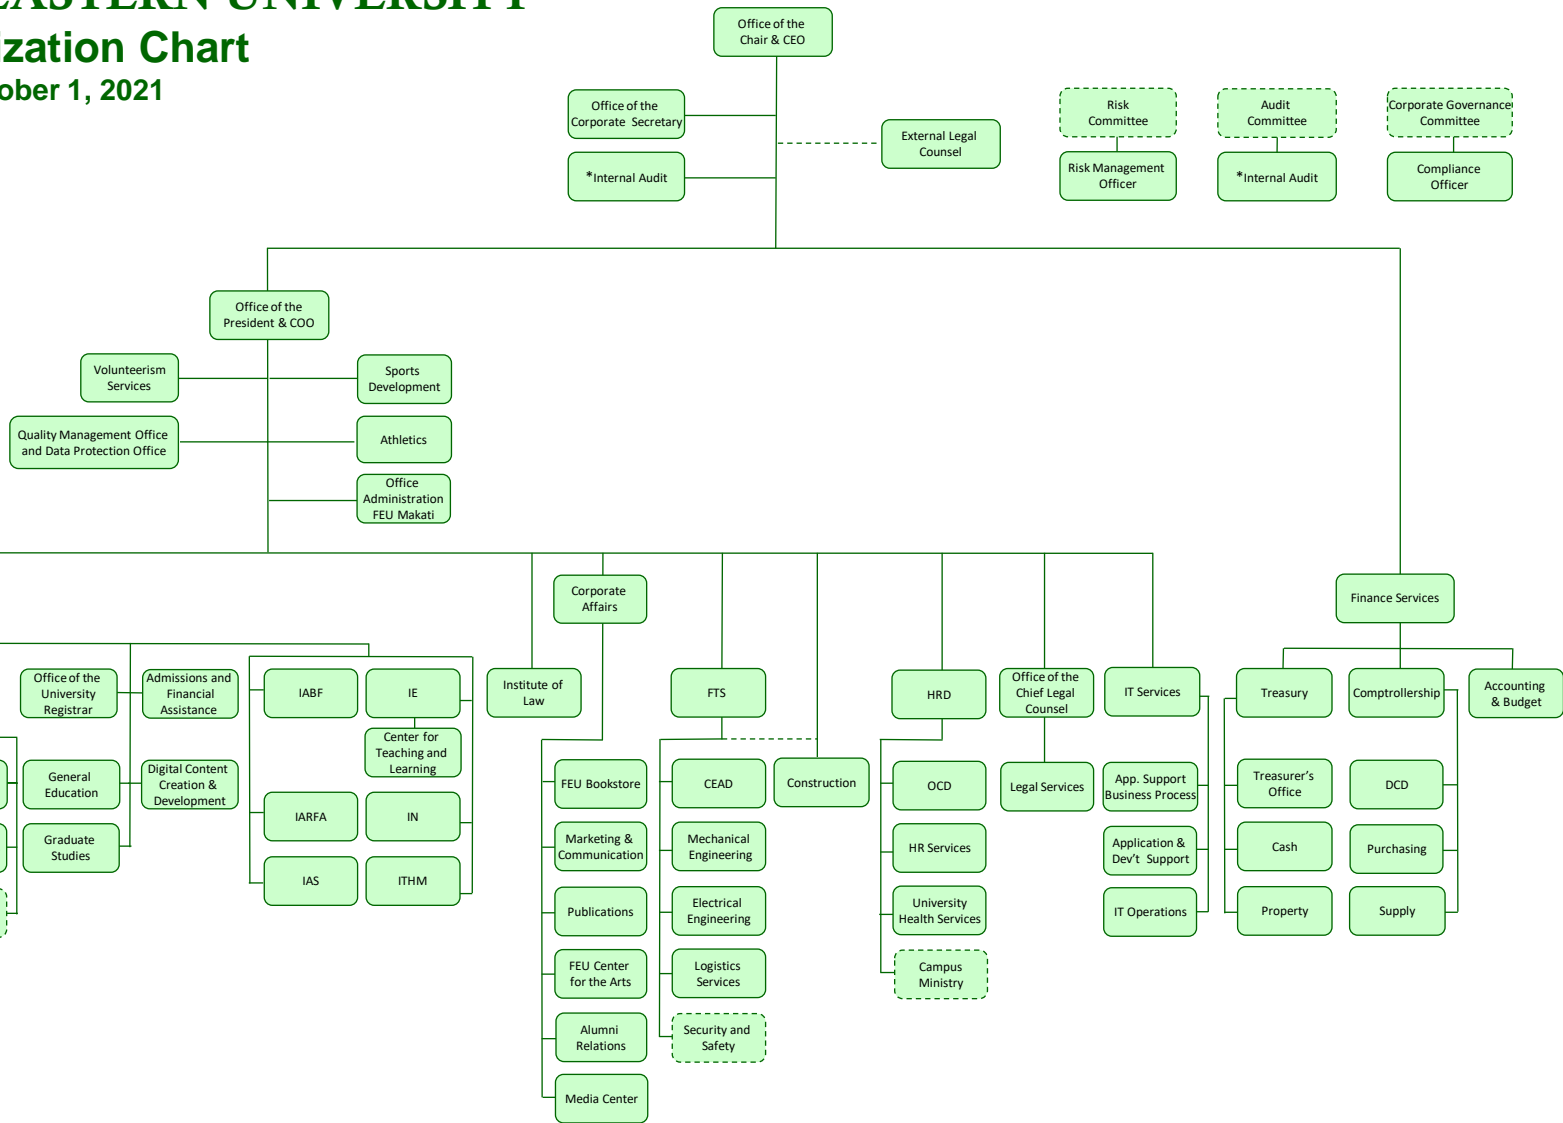 EASTERN UNIVERSITY
ization Chart
ober 1, 2021
Office of the
Chair & CEO
Office of the
Corporate Secretary
*Internal Audit
External Legal
Counsel
Risk
Committee
Risk Management
Officer
Audit
Committee
*Internal Audit
Corporate Governance
Committee
Compliance
Officer
Office of the
President & COO
Volunteerism
Services
Sports
Development
Quality Management Office
and Data Protection Office
Athletics
Office
Administration
FEU Makati
Corporate
Affairs
Finance Services
Office of the
University
Registrar
Admissions and
Financial
Assistance
IABF
IE
Center for
Teaching and
Learning
Institute of
Law
FTS
HRD
Office of the
Chief Legal
Counsel
IT Services
Treasury
Comptrollership
Accounting
& Budget
General
Education
Digital Content
Creation &
Development
Graduate
Studies
IARFA
IN
IAS
ITHM
FEU Bookstore
Marketing &
Communication
Publications
FEU Center
for the Arts
Alumni
Relations
Media Center
CEAD
Mechanical
Engineering
Electrical
Engineering
Logistics
Services
Security and
Safety
Construction
OCD
HR Services
University
Health Services
Campus
Ministry
Legal Services
App. Support
Business Process
Application &
Dev't Support
IT Operations
Treasurer's
Office
Cash
Property
DCD
Purchasing
Supply